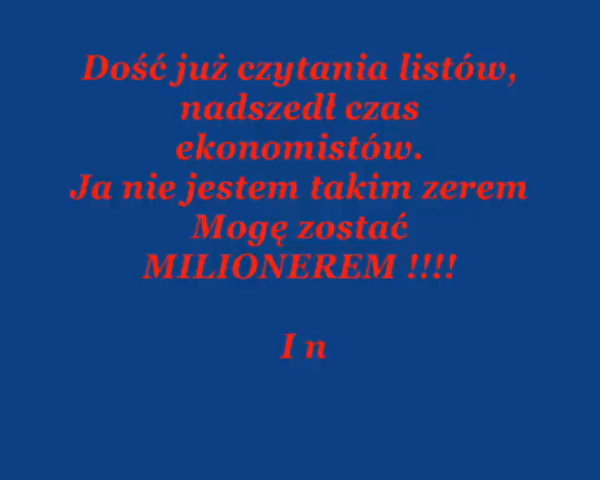 Dość już czytania listów,
nadszedł czas
ekonomistów.
Ja nie jestem takim zerem
Mogę zostać
MILIONEREM !!!!
I n